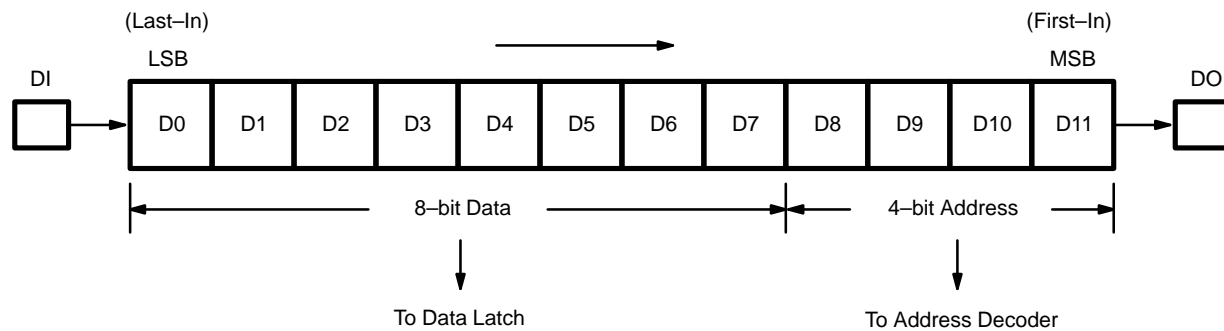 (Last–In)
(First–In)
LSB
MSB
DI
DO
D0 D1 D2 D3 D4 D5 D6 D7 D8 D9 D10 D11
8–bit Data
4–bit Address
To Data Latch
To Address Decoder